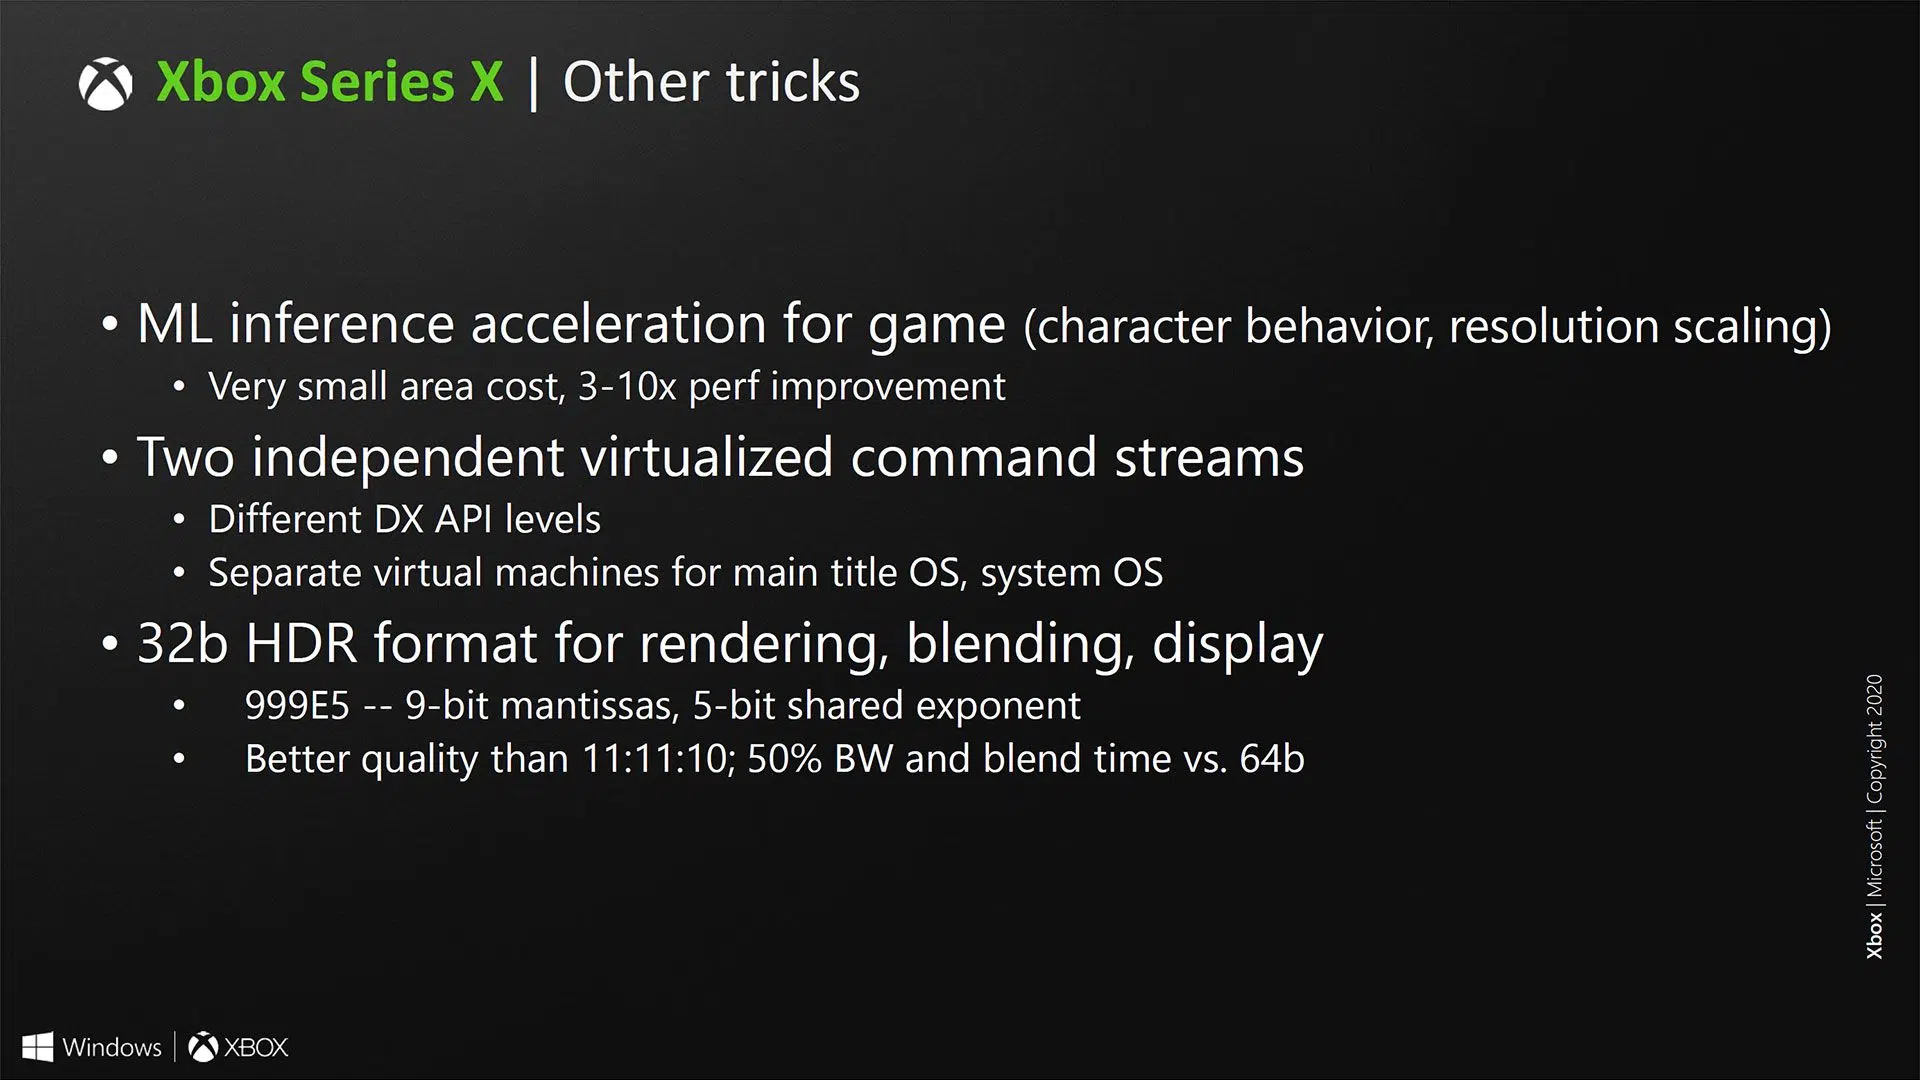 Xbox Series X | Other tricks
• ML inference acceleration for game (character behavior, resolution scaling)
• Very small area cost, 3-10x perf improvement
• Two independent virtualized command streams
• Different DX API levels
• Separate virtual machines for main title OS, system OS
• 32b HDR format for rendering, blending, display
• 999E5 -- 9-bit mantissas, 5-bit shared exponent
• Better quality than 11:11:10; 50% BW and blend time vs. 64b
Xbox | Microsoft | Copyright 2020
Windows | XBOX